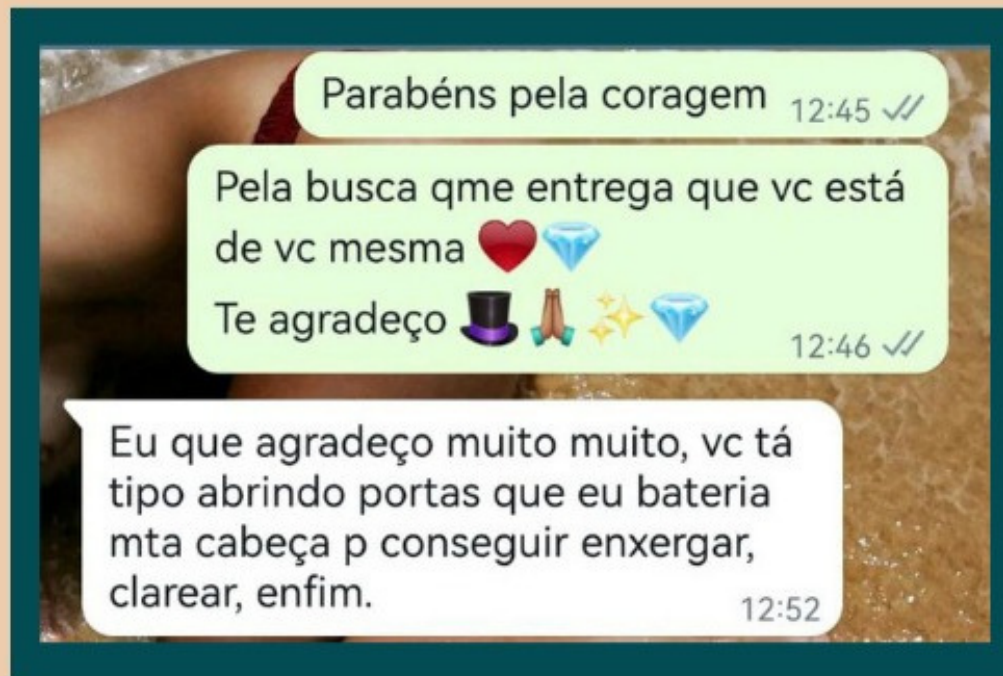 Parabéns pela coragem 12:45
Pela busca qme entrega que vc está
de vc mesma ❤️💎
Te agradeço 🎩🙏🏽✨💎 12:46
Eu que agradeço muito muito, vc tá
tipo abrindo portas que eu bateria
mta cabeça p conseguir enxergar,
clarear, enfim. 12:52